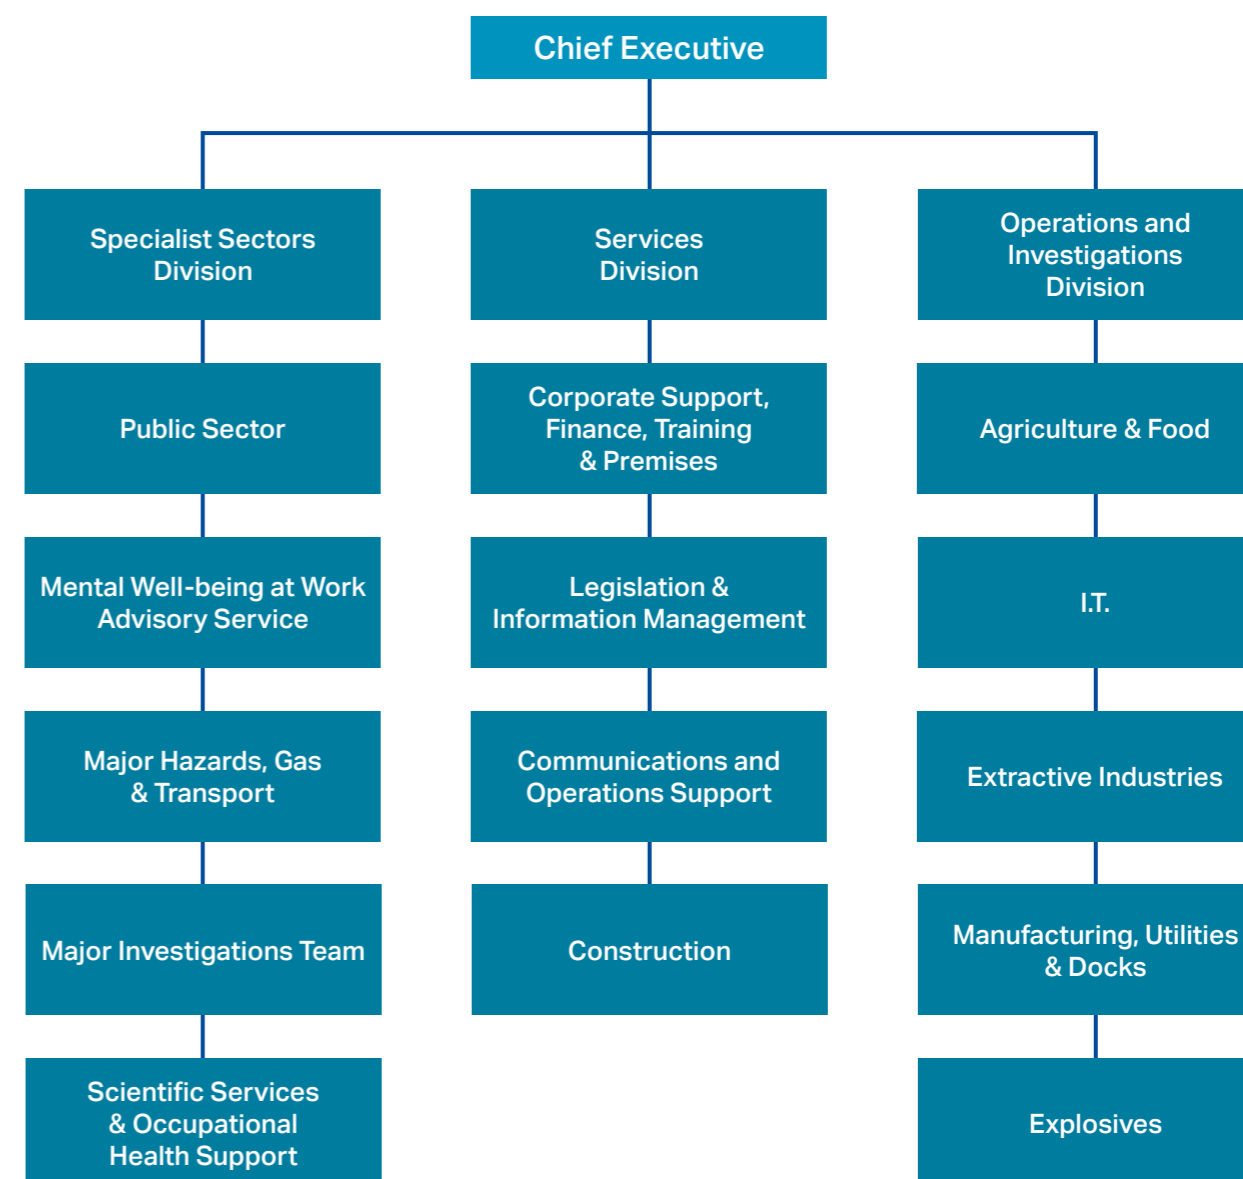 Chief Executive
Specialist Sectors
Division
Services
Division
Operations and
Investigations
Division
Public Sector
Corporate Support,
Finance, Training
& Premises
Agriculture & Food
Mental Well-being at Work
Advisory Service
Legislation &
Information Management
I.T.
Major Hazards, Gas
& Transport
Communications and
Operations Support
Extractive Industries
Major Investigations Team
Construction
Manufacturing, Utilities
& Docks
Scientific Services
& Occupational
Health Support
Explosives